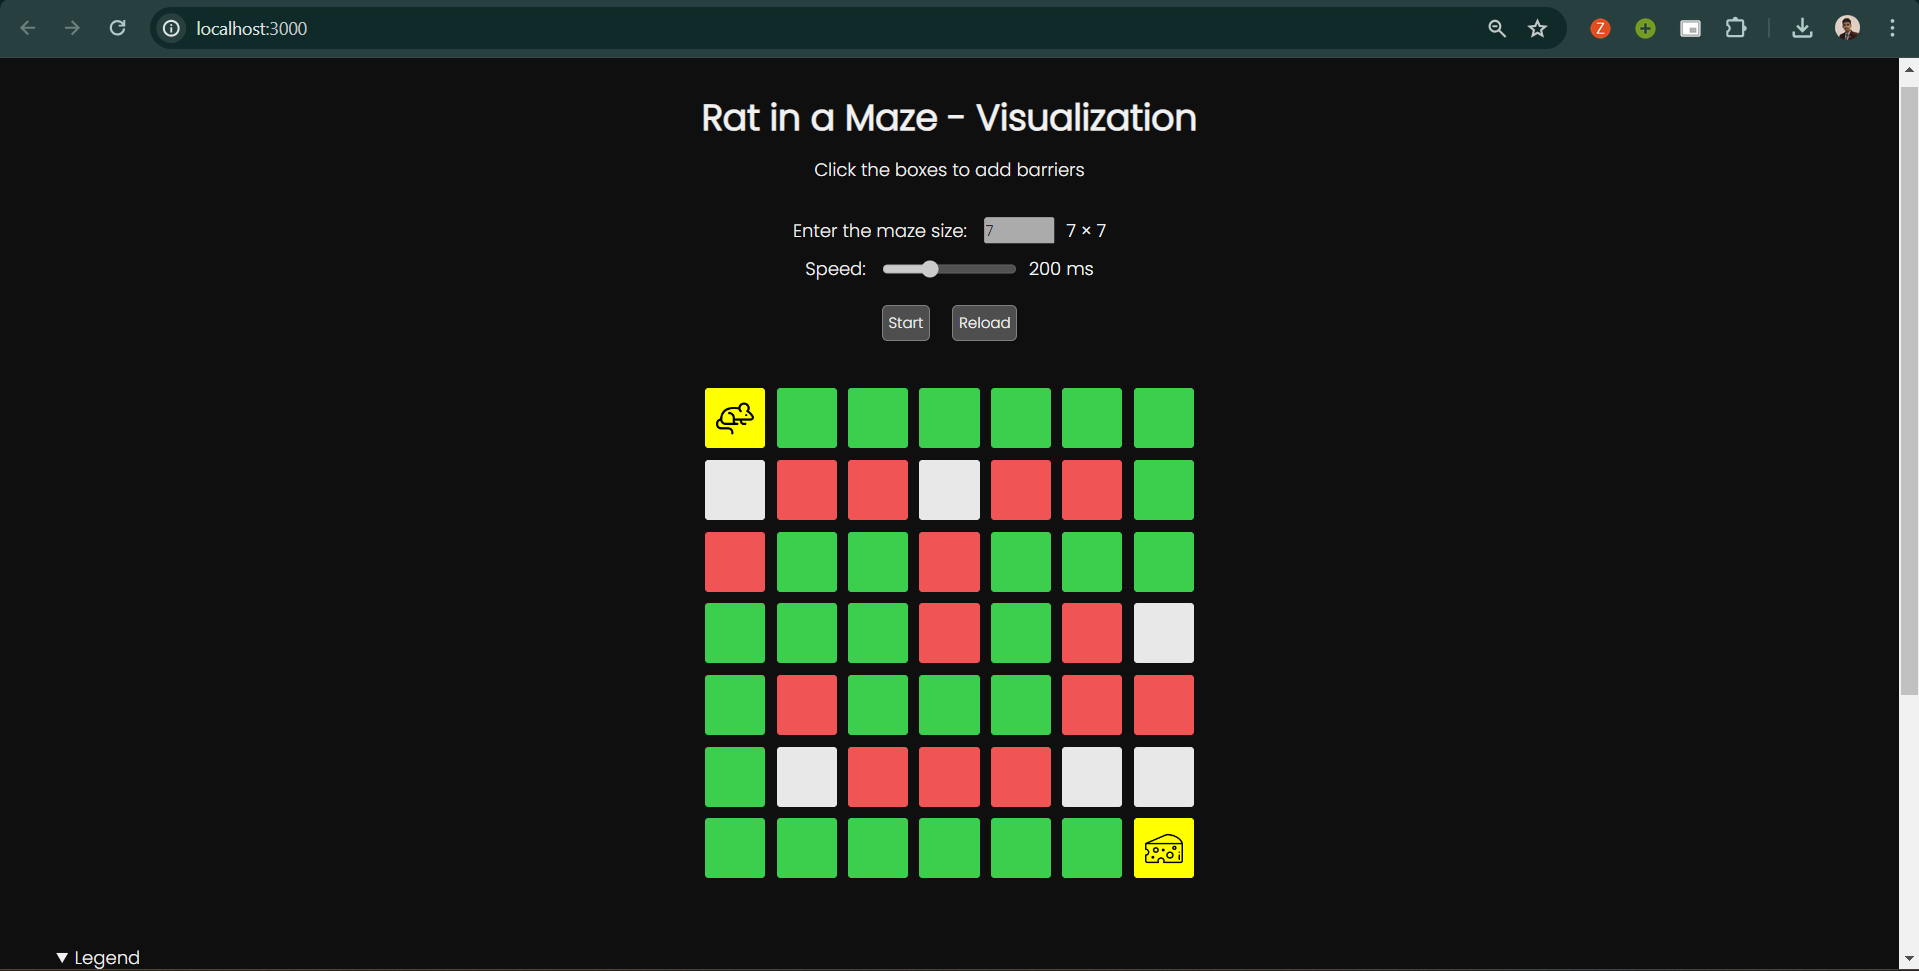 localhost:3000
Z
Rat in a Maze - Visualization
Click the boxes to add barriers
Enter the maze size: 7 7 × 7
Speed: 200 ms
Start Reload
▼ Legend